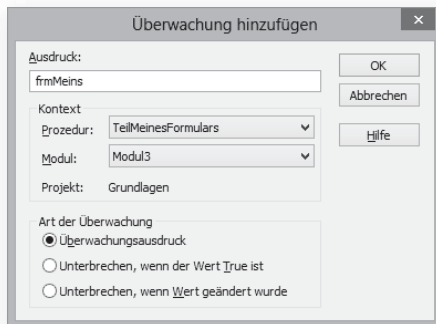 Überwachung hinzufügen
Ausdruck:
frmMeins
OK
Abbrechen
Hilfe
Kontext
Prozedur: TeilMeinesFormulars
Modul: Modul3
Projekt: Grundlagen
Art der Überwachung
Überwachungsausdruck
Unterbrechen, wenn der Wert True ist
Unterbrechen, wenn Wert geändert wurde